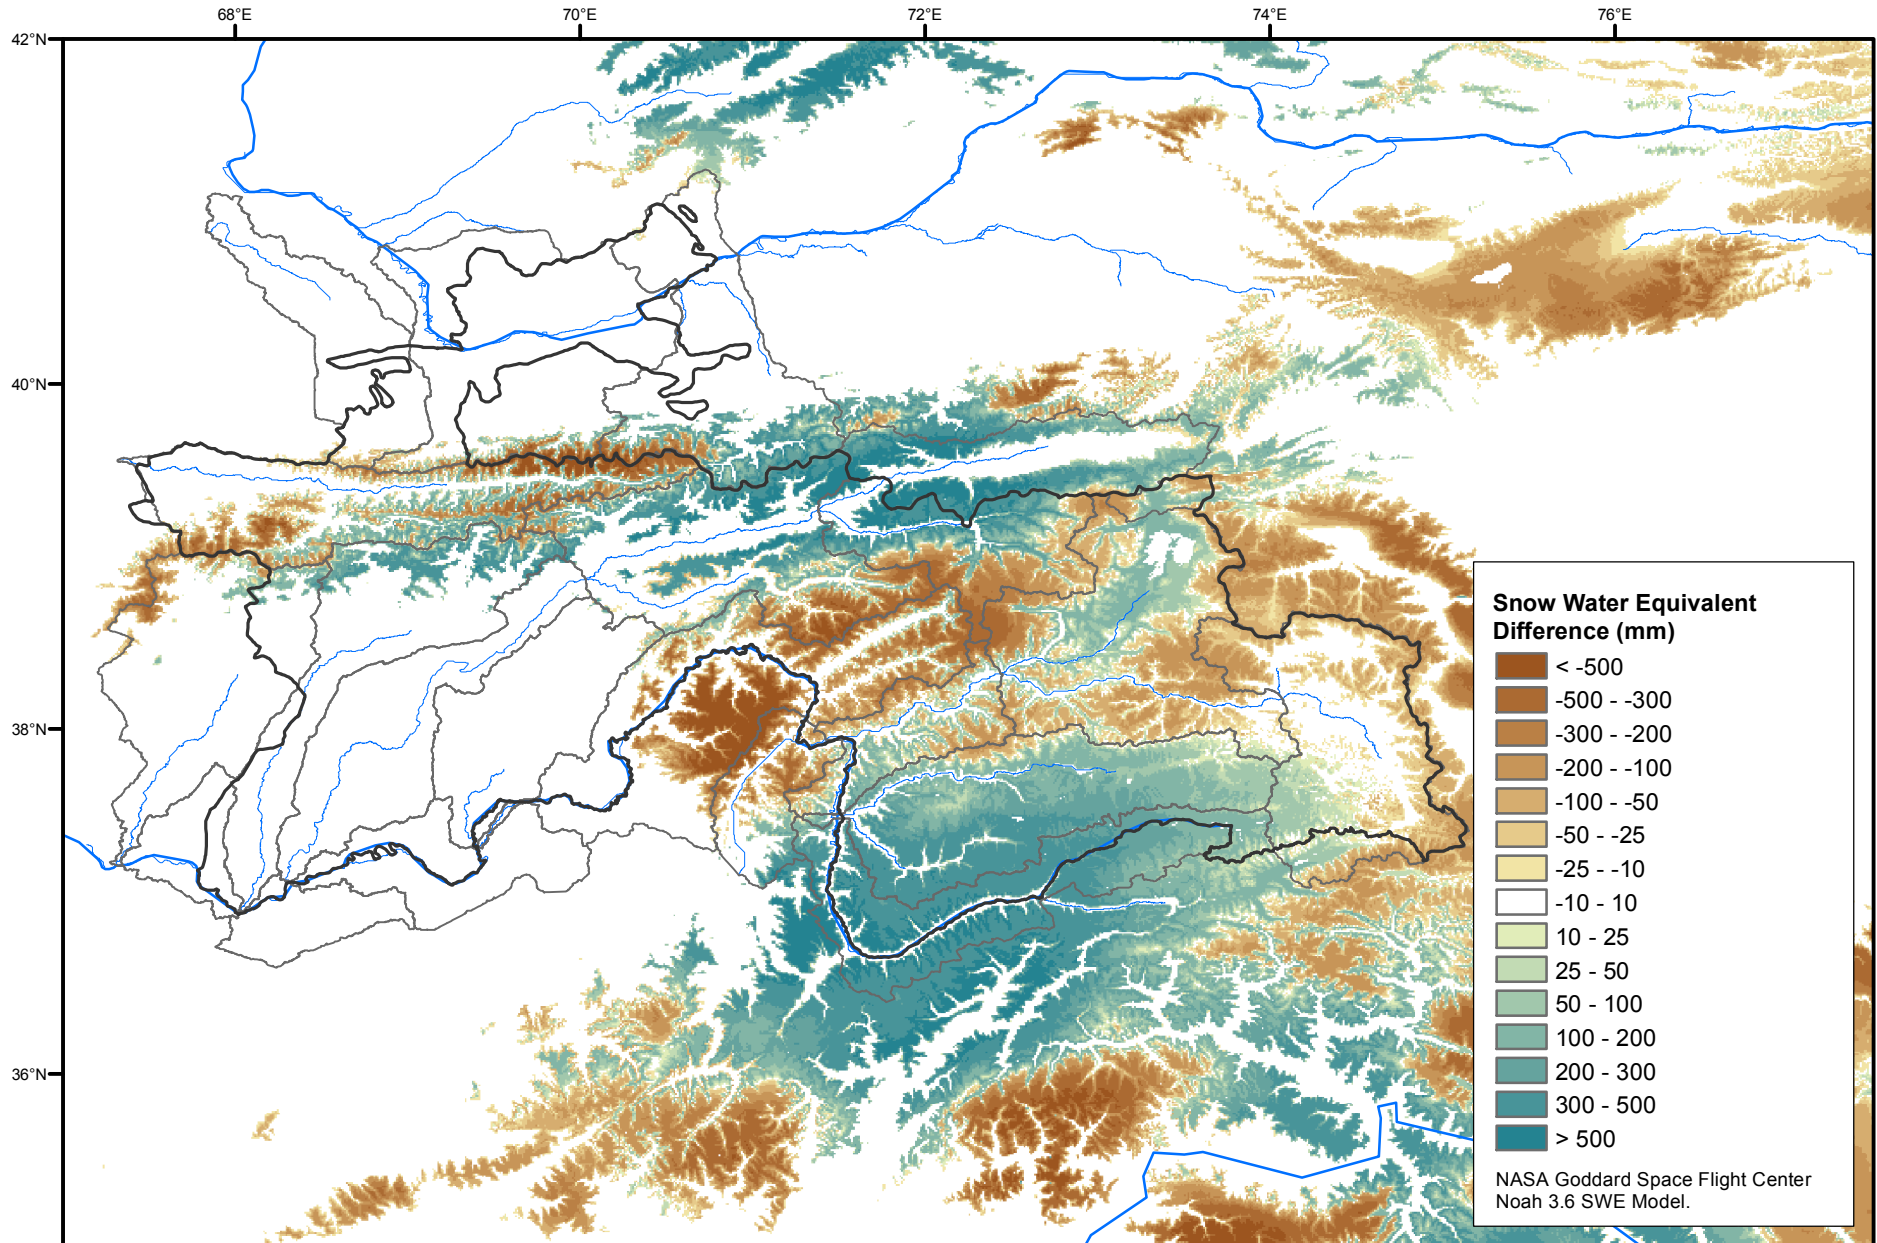 68°E
70°E
72°E
74°E
76°E
42°N
40°N
38°N
36°N
Snow Water Equivalent
Difference (mm)
< -500
-500 - -300
-300 - -200
-200 - -100
-100 - -50
-50 - -25
-25 - -10
-10 - 10
10 - 25
25 - 50
50 - 100
100 - 200
200 - 300
300 - 500
> 500
NASA Goddard Space Flight Center
Noah 3.6 SWE Model.